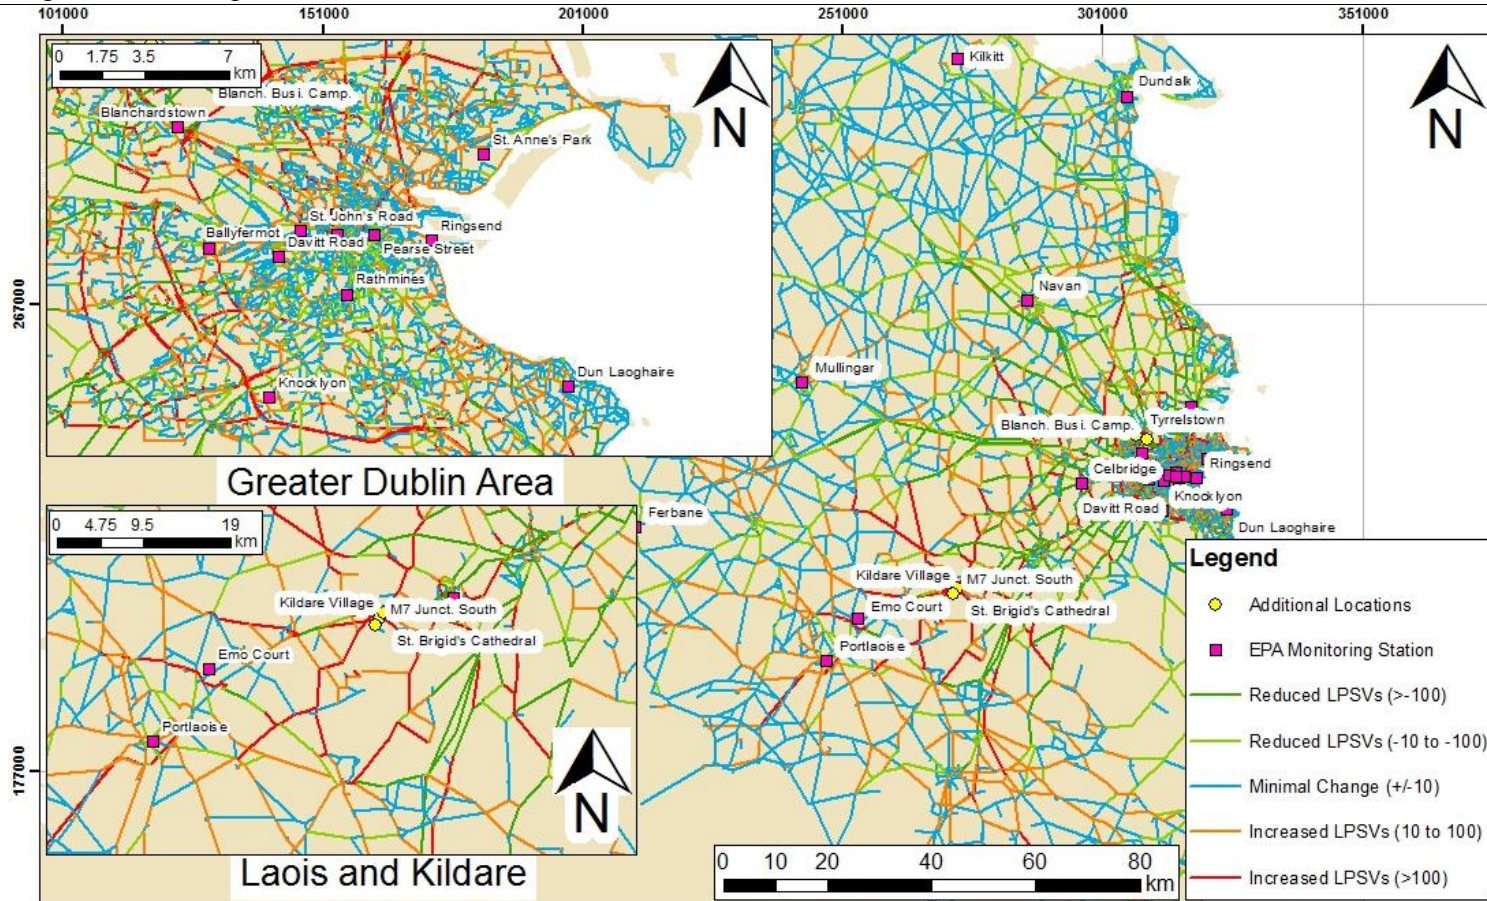 101000 151000 201000 251000 301000 351000
267000
177000
0 1.75 3.5 7
km
Blanch. Busi. Camp.
Blanchardstown
St. Anne's Park
St. John's Road
Ringsend
Ballyfermot
Davitt Road
Pearse Street
Rathmines
Dun Laoghaire
Knocklyon
N
Greater Dublin Area
0 4.75 9.5 19
km
Kildare Village
M7 Junct. South
St. Brigid's Cathedral
Emo Court
Portlaoise
N
Laois and Kildare
Kilkitt
Dundalk
N
Navan
Mullingar
Tyrrelstown
Blanch. Busi. Camp.
Celbridge
Ringsend
Knocklyon
Davitt Road
Dun Laoghaire
Ferbane
Kildare Village
M7 Junct. South
Emo Court
St. Brigid's Cathedral
Portlaoise
0 10 20 40 60 80
km
Legend
Additional Locations
EPA Monitoring Station
Reduced LPSVs (>-100)
Reduced LPSVs (-10 to -100)
Minimal Change (+/-10)
Increased LPSVs (10 to 100)
Increased LPSVs (>100)